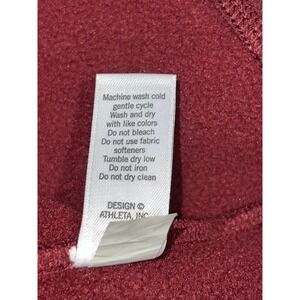 Machine wash cold
gentle cycle
Wash and dry
with like colors
Do not bleach
Do not use fabric
softeners
Tumble dry low
Do not iron
Do not dry clean
DESIGN ©
ATHLETA, INC.